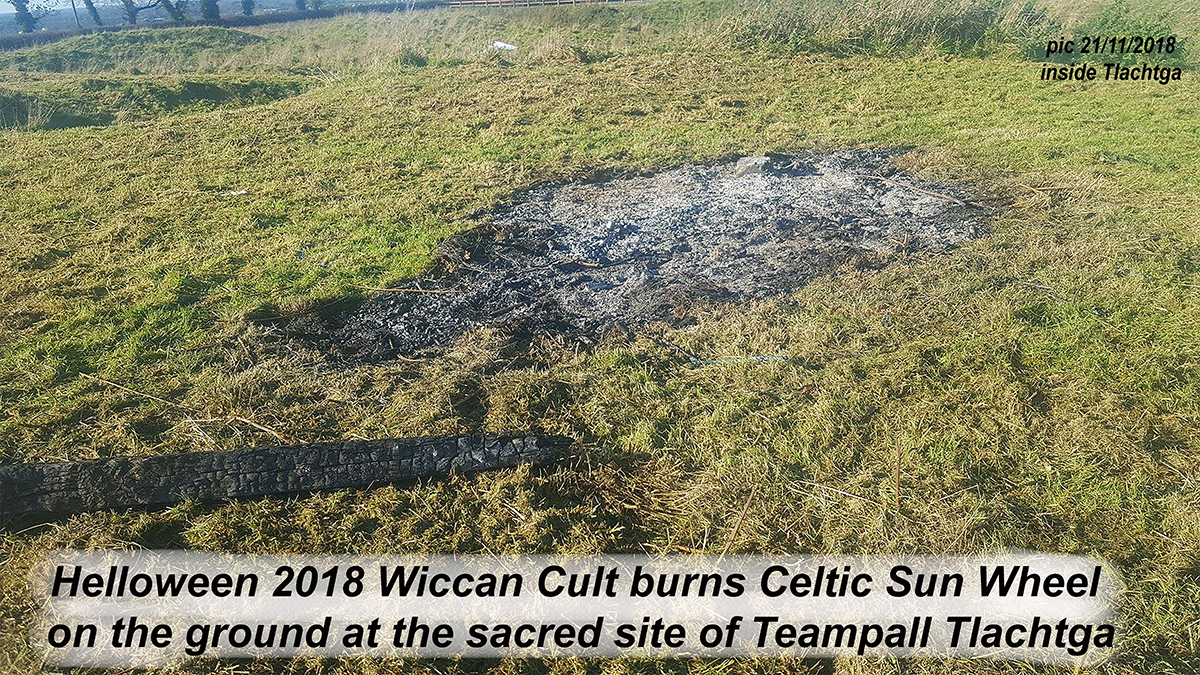 pic 21/11/2018
inside Tlachtga
Helloween 2018 Wiccan Cult burns Celtic Sun Wheel
on the ground at the sacred site of Teampall Tlachtga